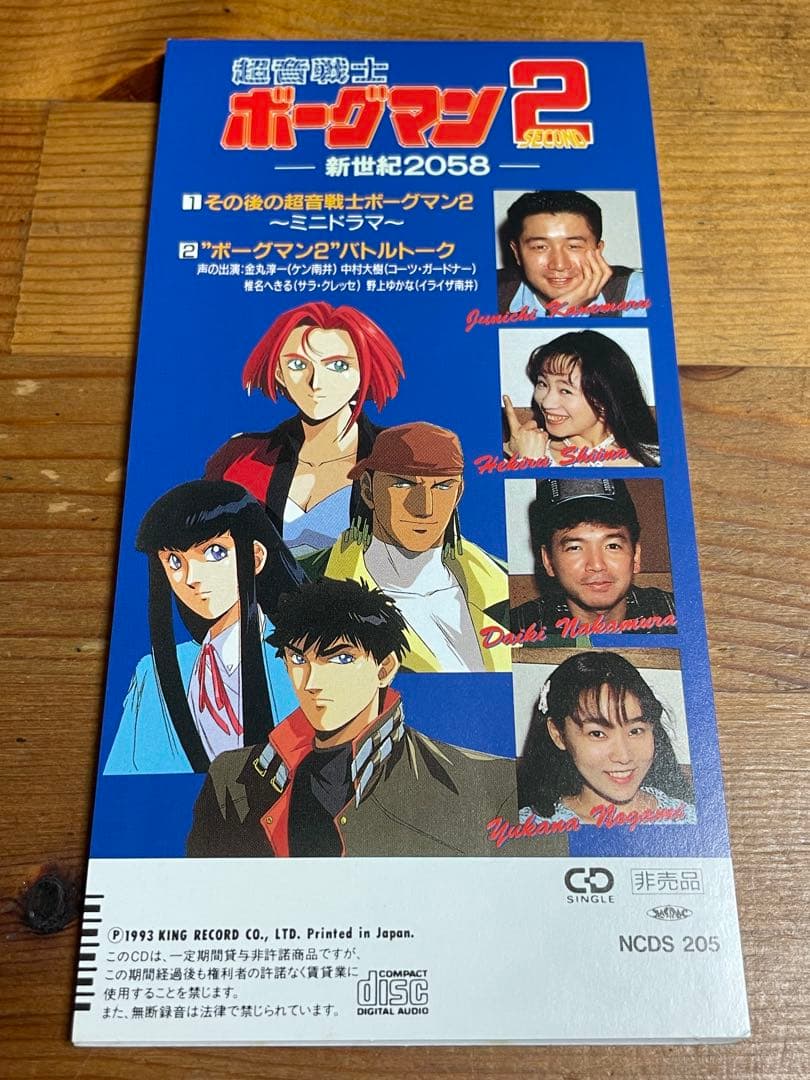 超音戦士
ボーグマン2
SECOND
新世紀2058
1 その後の超音戦士ボーグマン2
〜ミニドラマ〜
2 "ボーグマン2"バトルトーク
声の出演:金丸淳一(ケン南井) 中村大樹(コーツ・ガードナー)
椎名へきる(サラ・クレッセ) 野上ゆかな(イライザ南井)
Junichi Kanemaru
Hekiru Shiina
Daiki Nakamura
Yukana Nogami
CD
SINGLE
非売品
NCDS 205
Ⓟ1993 KING RECORD CO., LTD. Printed in Japan.
このCDは、一定期間貸与非許諾商品ですが、
この期間経過後も権利者の許諾なく賃貸業に
使用することを禁じます。
また、無断録音は法律で禁じられています。
COMPACT
disc
DIGITAL AUDIO